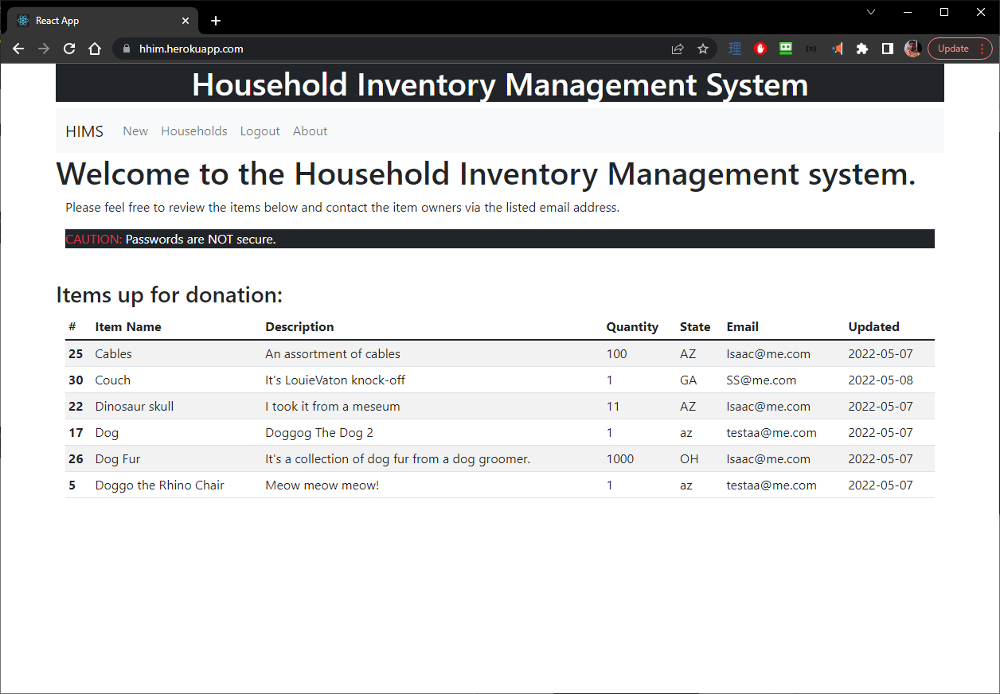 React App
hhim.herokuapp.com
理
Update
Household Inventory Management System
HIMS New Households Logout About
Welcome to the Household Inventory Management system.
Please feel free to review the items below and contact the item owners via the listed email address.
CAUTION: Passwords are NOT secure.
Items up for donation:
# Item Name Description Quantity State Email Updated
25 Cables An assortment of cables 100 AZ Isaac@me.com 2022-05-07
30 Couch It's LouieVaton knock-off 1 GA SS@me.com 2022-05-08
22 Dinosaur skull I took it from a meseum 11 AZ Isaac@me.com 2022-05-07
17 Dog Doggog The Dog 2 1 az testaa@me.com 2022-05-07
26 Dog Fur It's a collection of dog fur from a dog groomer. 1000 OH Isaac@me.com 2022-05-07
5 Doggo the Rhino Chair Meow meow meow! 1 az testaa@me.com 2022-05-07